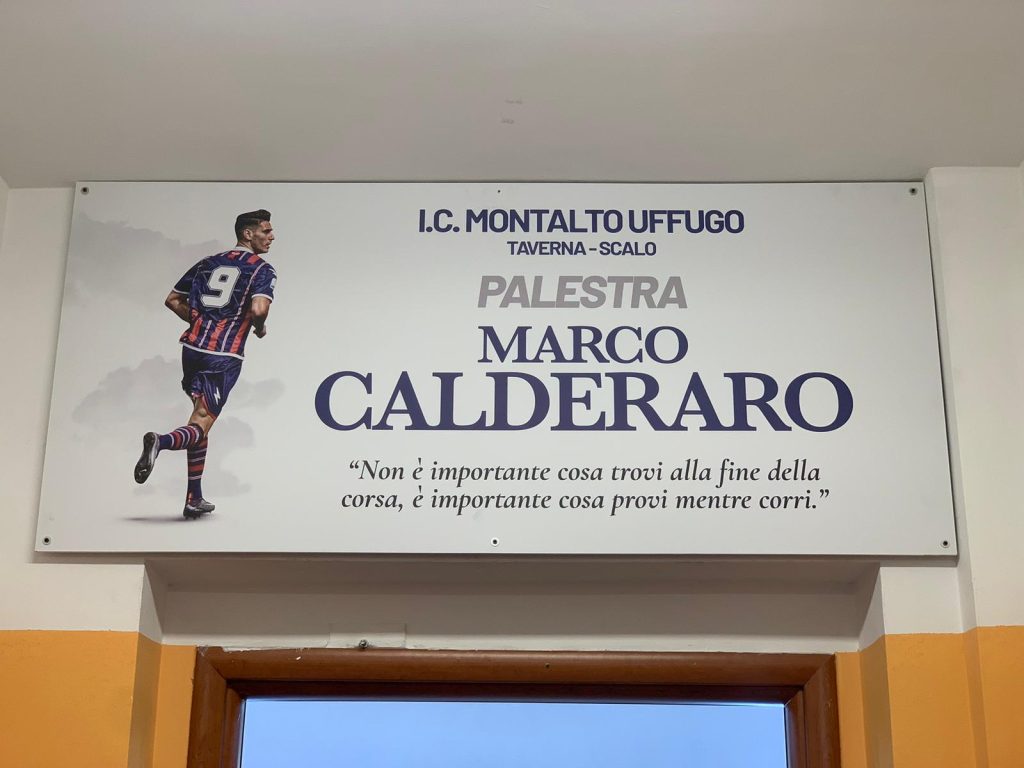 I.C. MONTALTO UFFUGO
TAVERNA - SCALO
PALESTRA
MARCO
CALDERARO
9
“Non è importante cosa trovi alla fine della
corsa, è importante cosa provi mentre corri.”